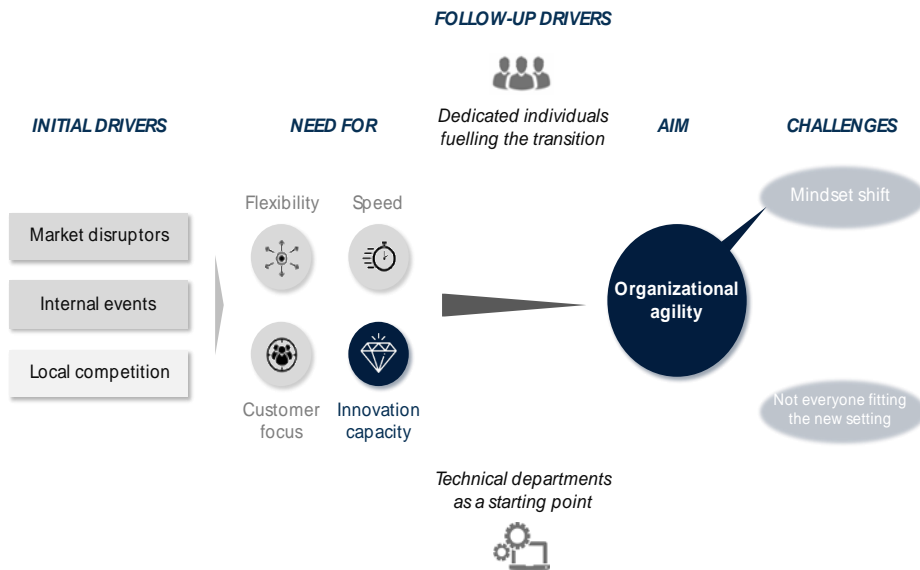 FOLLOW-UP DRIVERS
Dedicated individuals
fuelling the transition
INITIAL DRIVERS
NEED FOR
AIM
CHALLENGES
Market disruptors
Internal events
Local competition
Flexibility
Speed
Customer
focus
Innovation
capacity
Organizational
agility
Mindset shift
Not everyone fitting
the new setting
Technical departments
as a starting point